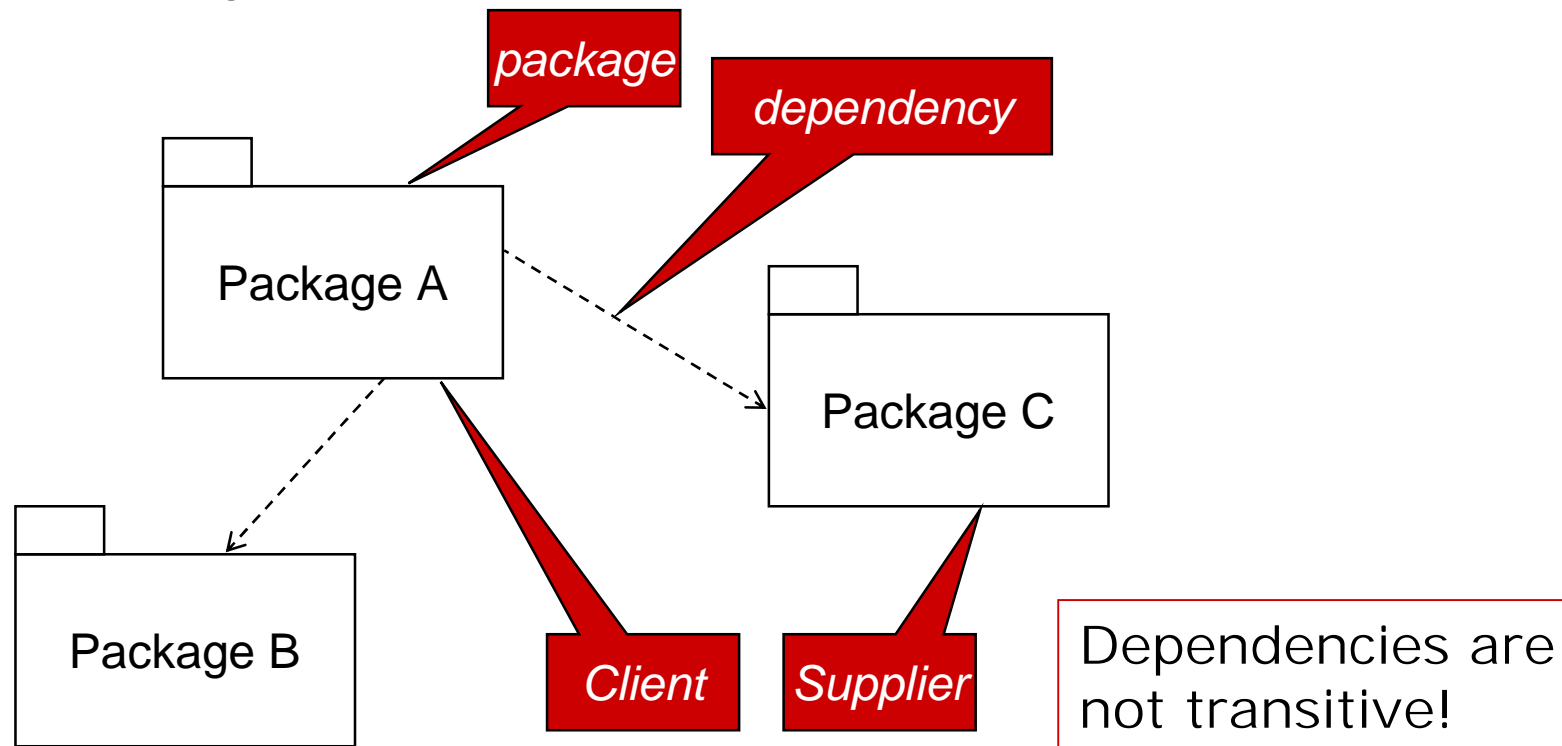 package
dependency
Package A
Package C
Package B
Client
Supplier
Dependencies are
not transitive!